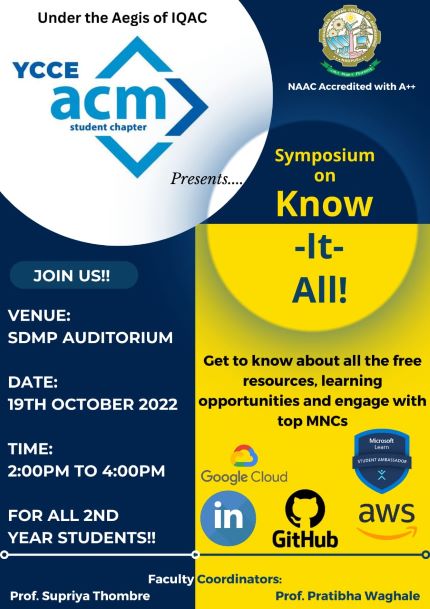 Under the Aegis of IQAC
YCCE
acm
student chapter
Presents....
NAAC Accredited with A++
Symposium
on
Know
-It-
All!
JOIN US!!
VENUE:
SDMP AUDITORIUM
DATE:
19TH OCTOBER 2022
TIME:
2:00PM TO 4:00PM
FOR ALL 2ND
YEAR STUDENTS!!
Get to know about all the free
resources, learning
opportunities and engage with
top MNCs
Google Cloud
Microsoft
Learn
STUDENT AMBASSADOR
in
GitHub
aws
Faculty Coordinators:
Prof. Supriya Thombre
Prof. Pratibha Waghale